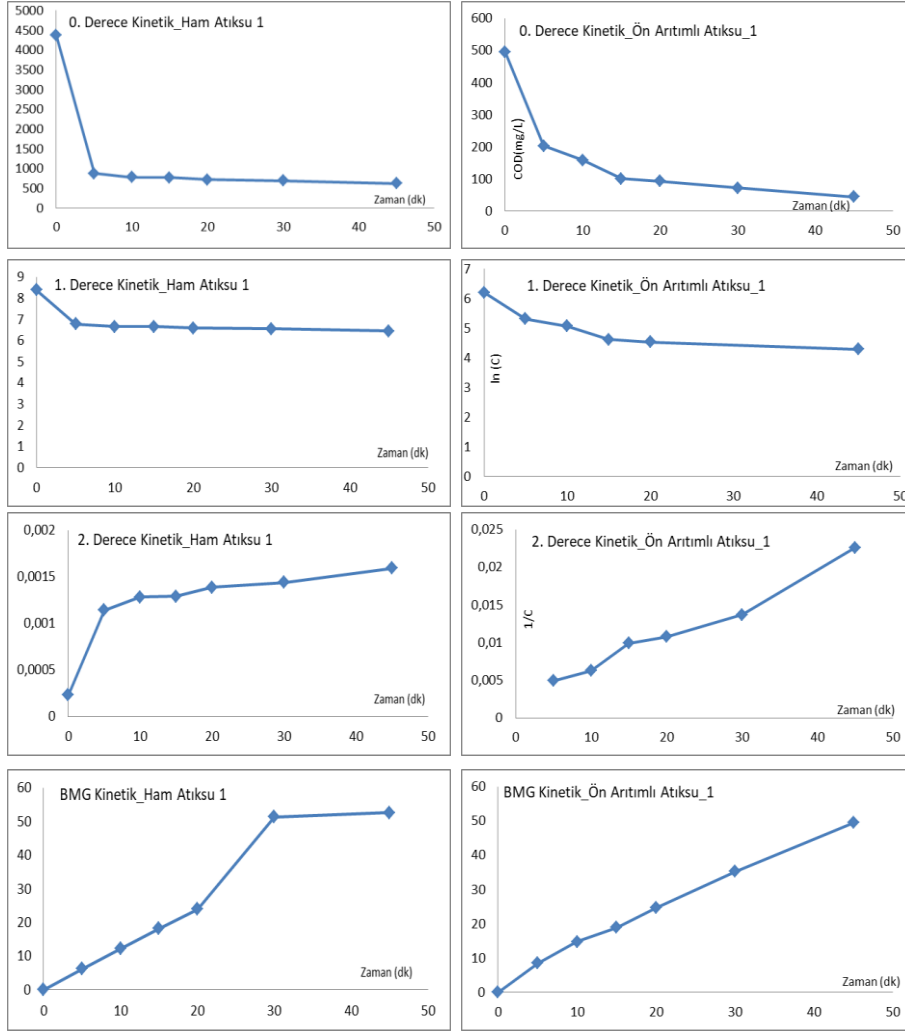 0. Derece Kinetik_Ham Atıksu 1
5000
4500
4000
3500
3000
2500
2000
1500
1000
500
0
Zaman (dk)
0 10 20 30 40 50
0. Derece Kinetik_Ön Arıtımlı Atıksu_1
600
500
400
300
200
100
0
COD(mg/L)
Zaman (dk)
0 10 20 30 40 50
1. Derece Kinetik_Ham Atıksu 1
9
8
7
6
5
4
3
2
1
0
Zaman (dk)
0 10 20 30 40 50
1. Derece Kinetik_Ön Arıtımlı Atıksu_1
7
6
5
4
3
2
1
0
ln (C)
Zaman (dk)
0 10 20 30 40 50
2. Derece Kinetik_Ham Atıksu 1
0,002
0,0015
0,001
0,0005
0
Zaman (dk)
0 10 20 30 40 50
2. Derece Kinetik_Ön Arıtımlı Atıksu_1
0,025
0,02
0,015
0,01
0,005
0
1/C
Zaman (dk)
0 10 20 30 40 50
BMG Kinetik_Ham Atıksu 1
60
50
40
30
20
10
0
Zaman (dk)
0 10 20 30 40 50
BMG Kinetik_Ön Arıtımlı Atıksu_1
60
50
40
30
20
10
0
Zaman (dk)
0 10 20 30 40 50